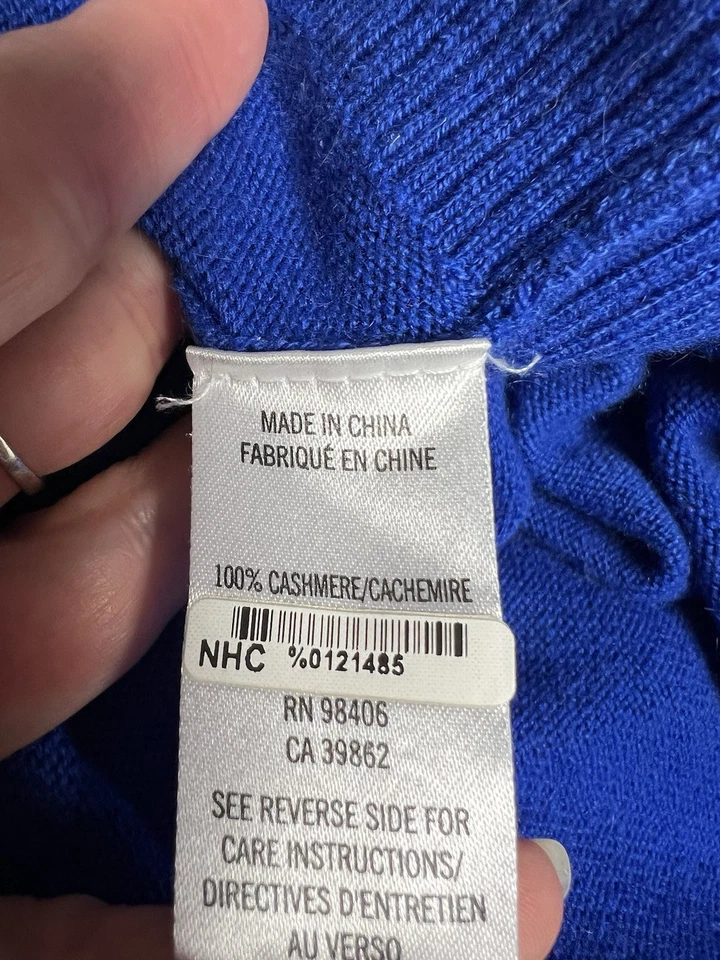 MADE IN CHINA
FABRIQUÉ EN CHINE
100% CASHMERE/CACHEMIRE
NHC %0121485
RN 98406
CA 39862
SEE REVERSE SIDE FOR
CARE INSTRUCTIONS/
DIRECTIVES D'ENTRETIEN
AU VERSO